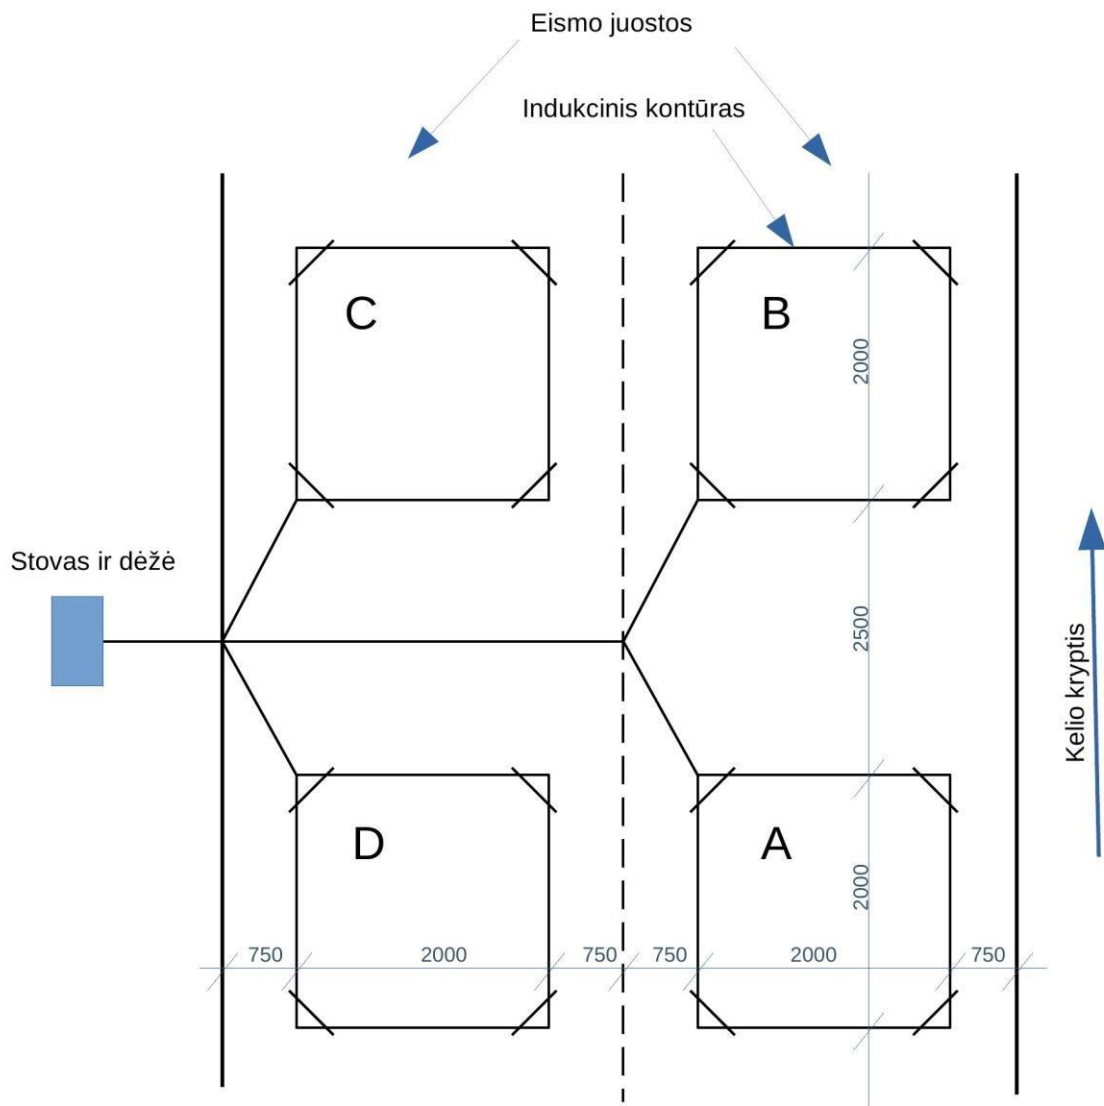 Eismo juostos
Indukcinis kontūras
C
B
2000
Stovas ir dėžė
2500
Kelio kryptis
D
A
2000
750
2000
750
750
2000
750